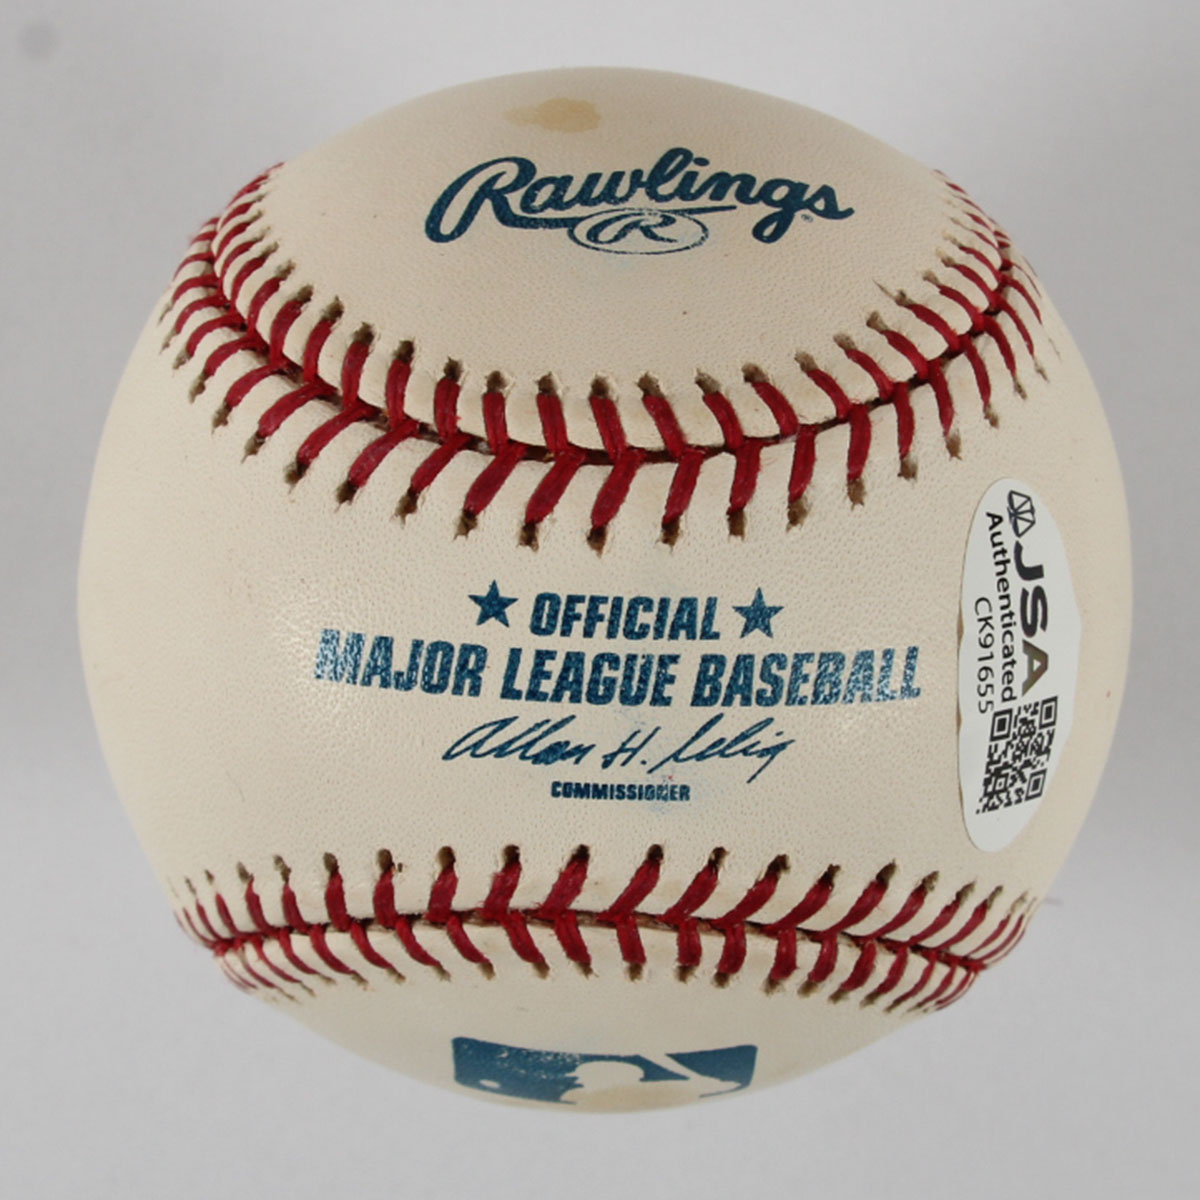 Rawlings ®
R
★ OFFICIAL ★
MAJOR LEAGUE BASEBALL
Allan H. Selig
COMMISSIONER
JSA
Authenticated
CK91655